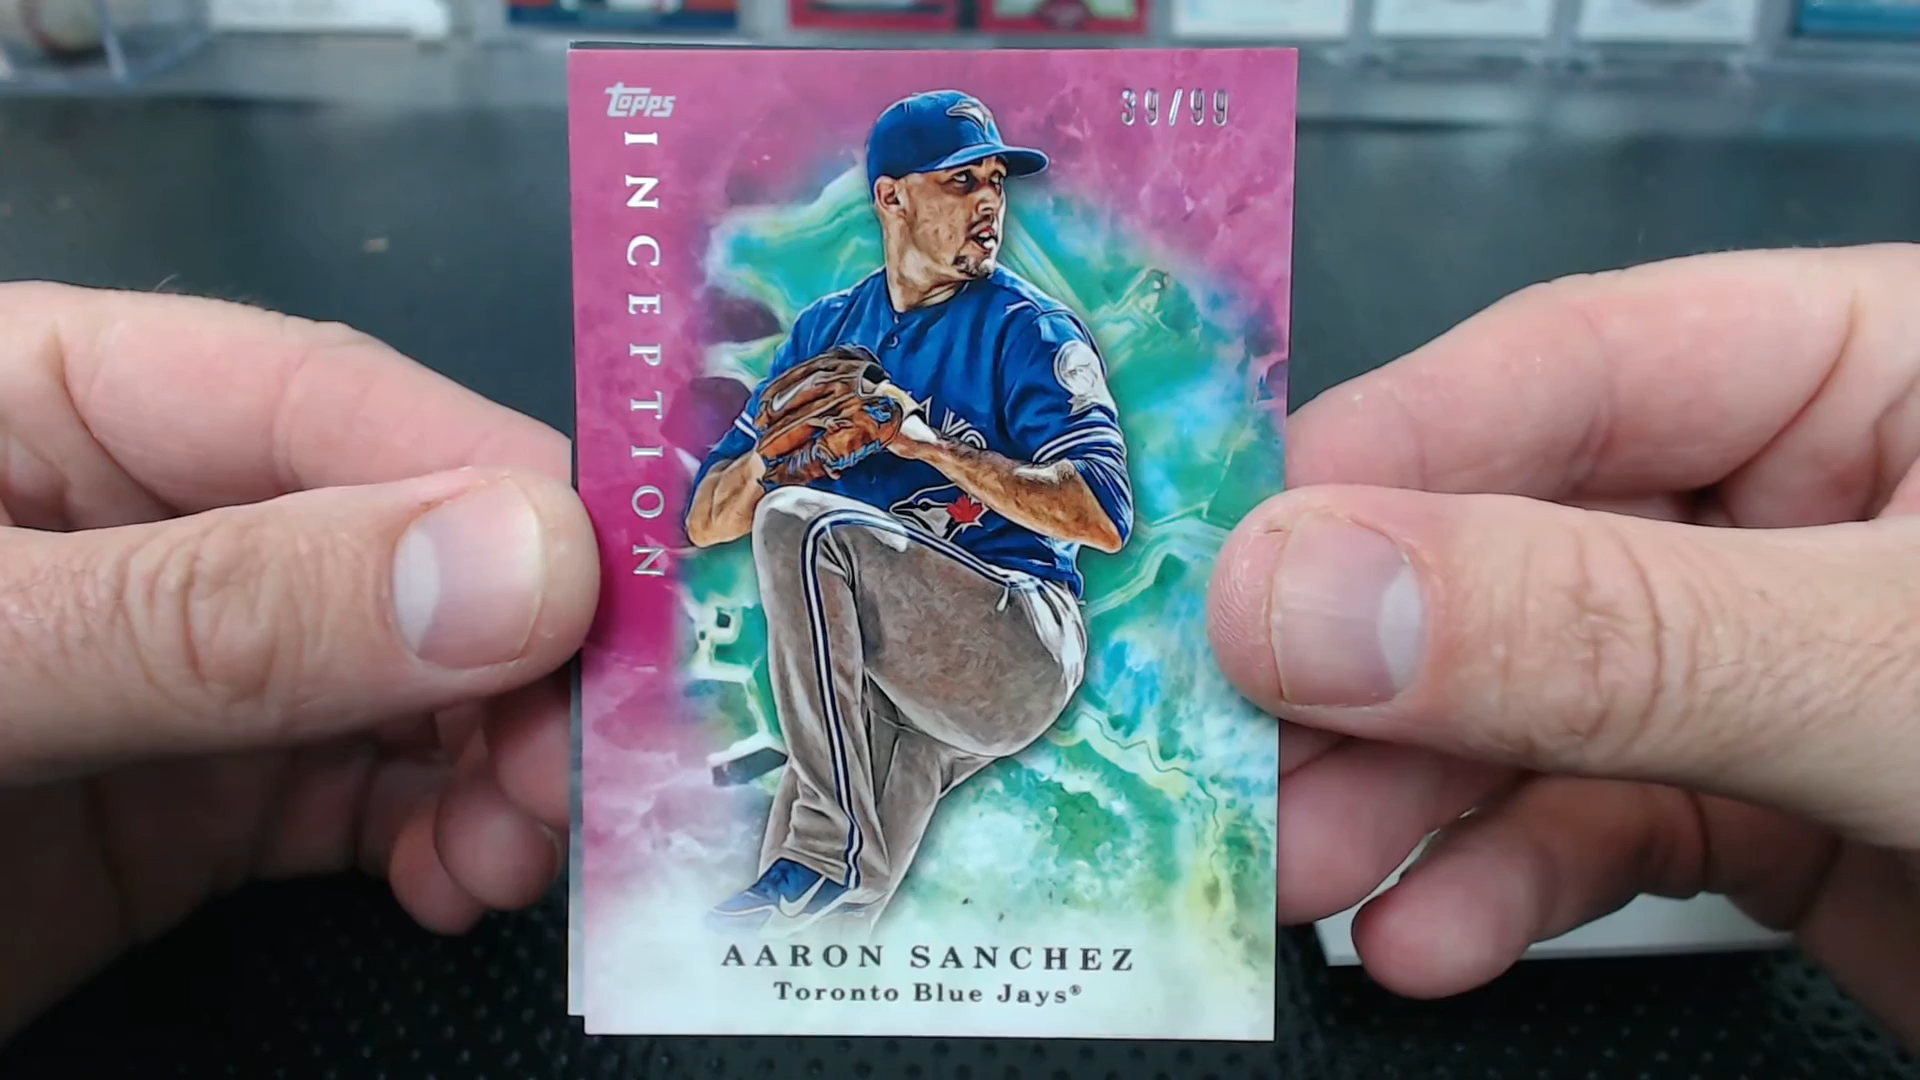 topps
39/99
INCEPTION
AARON SANCHEZ
Toronto Blue Jays®